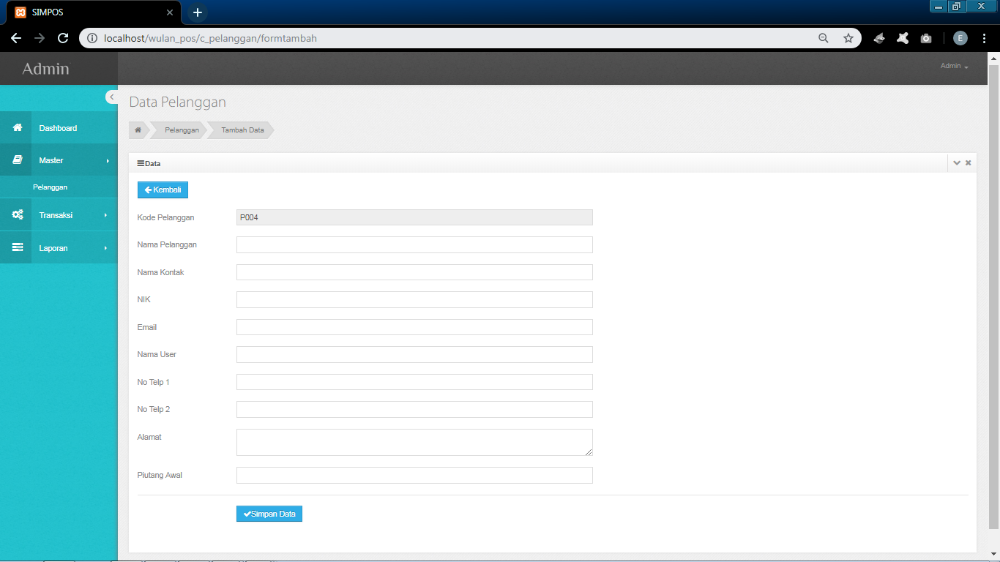 SIMPOS
localhost/wulan_pos/c_pelanggan/formtambah
E
Admin
Admin
Data Pelanggan
Pelanggan
Tambah Data
Dashboard
Master
Pelanggan
Transaksi
Laporan
Data
Kembali
Kode Pelanggan P004
Nama Pelanggan
Nama Kontak
NIK
Email
Nama User
No Telp 1
No Telp 2
Alamat
Piutang Awal
Simpan Data